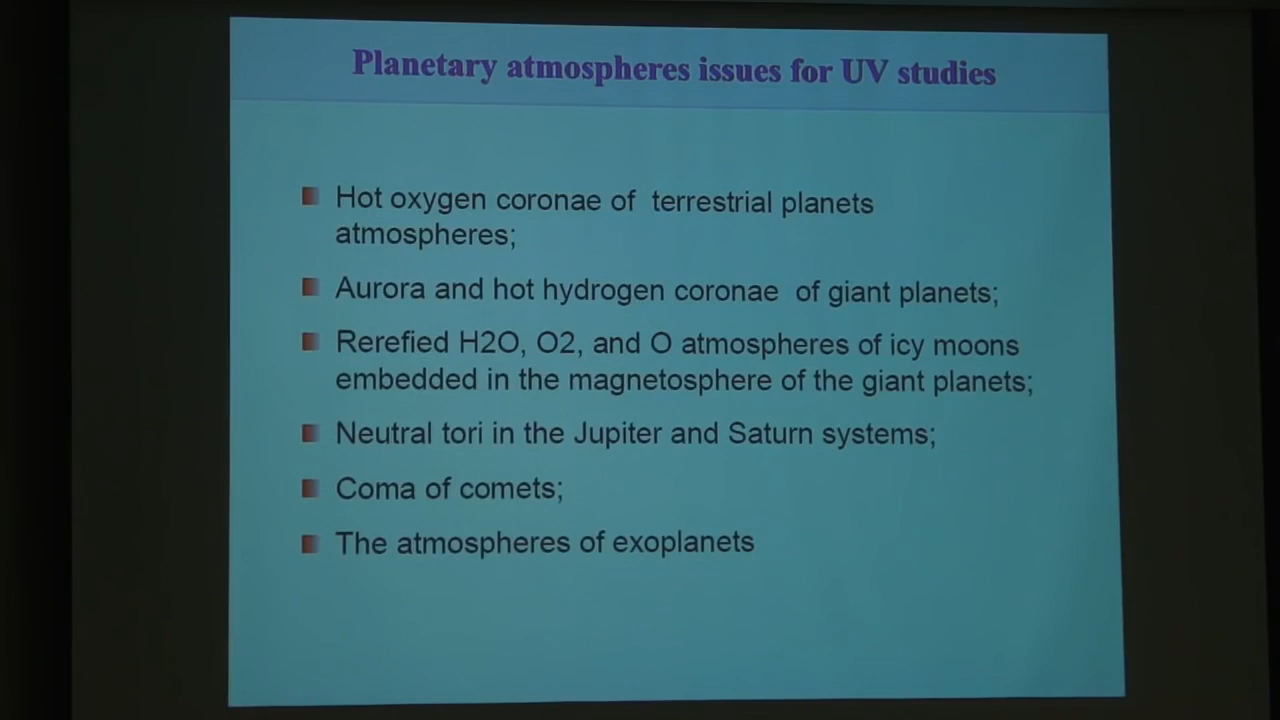 Planetary atmospheres issues for UV studies
Hot oxygen coronae of terrestrial planets
atmospheres;
Aurora and hot hydrogen coronae of giant planets;
Rerefied H2O, O2, and O atmospheres of icy moons
embedded in the magnetosphere of the giant planets;
Neutral tori in the Jupiter and Saturn systems;
Coma of comets;
The atmospheres of exoplanets